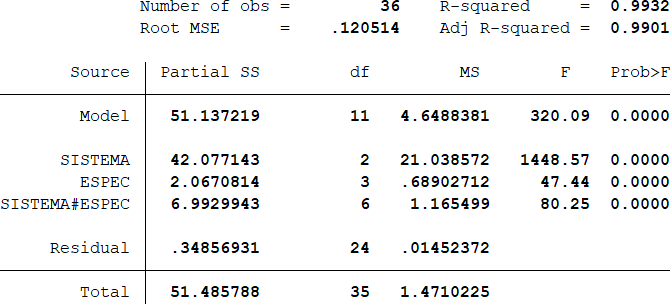 Number of obs = 36 R-squared = 0.9932
Root MSE = .120514 Adj R-squared = 0.9901
Source Partial SS df MS F Prob>F
Model 51.137219 11 4.6488381 320.09 0.0000
SISTEMA 42.077143 2 21.038572 1448.57 0.0000
ESPEC 2.0670814 3 .68902712 47.44 0.0000
SISTEMA#ESPEC 6.9929943 6 1.165499 80.25 0.0000
Residual .34856931 24 .01452372
Total 51.485788 35 1.4710225